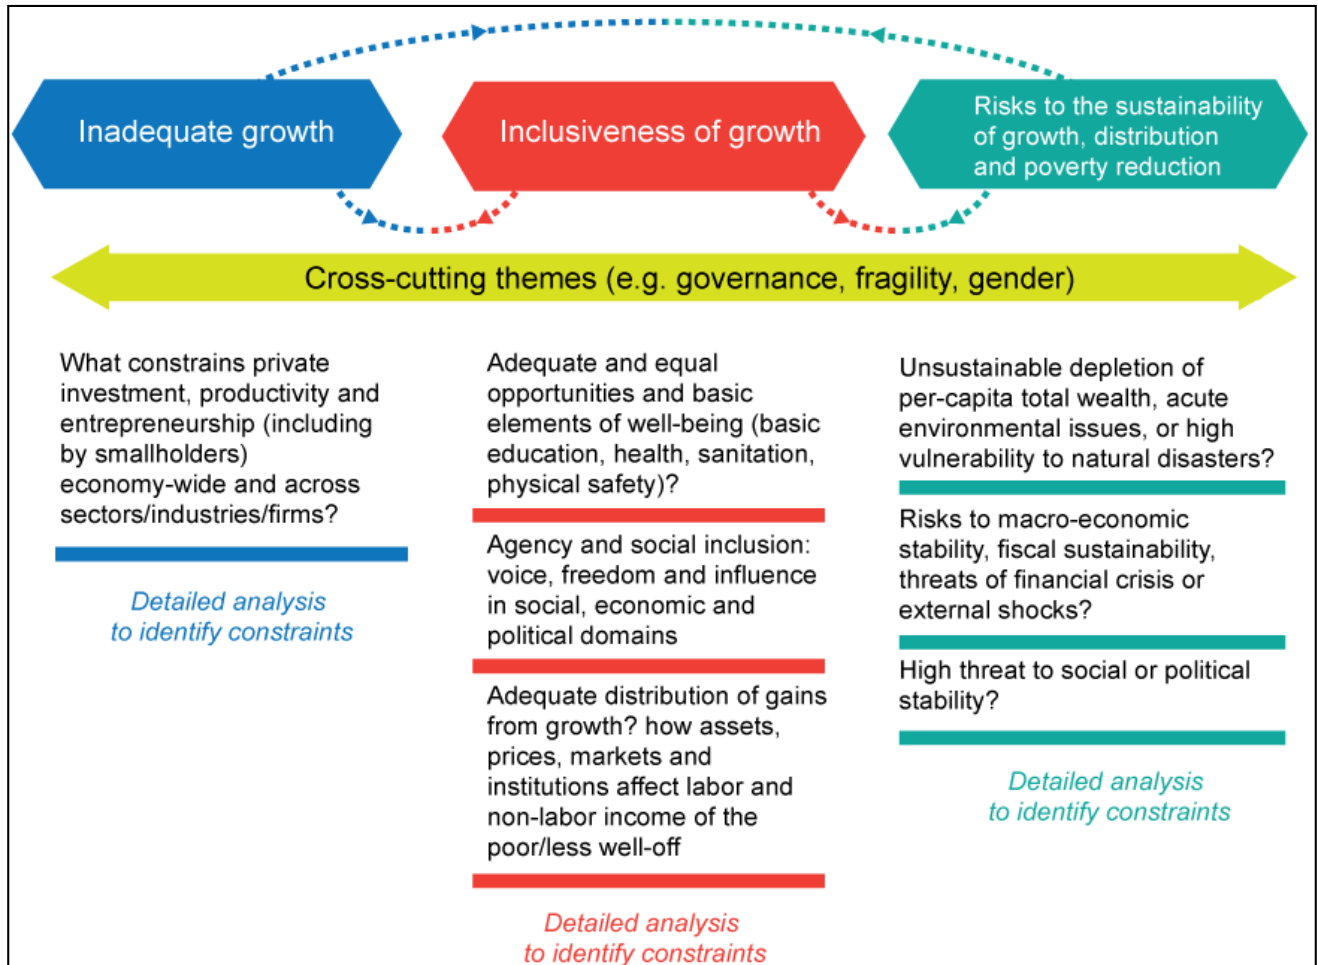 Inadequate growth
Inclusiveness of growth
Risks to the sustainability
of growth, distribution
and poverty reduction
Cross-cutting themes (e.g. governance, fragility, gender)
What constrains private
investment, productivity and
entrepreneurship (including
by smallholders)
economy-wide and across
sectors/industries/firms?
Detailed analysis
to identify constraints
Adequate and equal
opportunities and basic
elements of well-being (basic
education, health, sanitation,
physical safety)?
Agency and social inclusion:
voice, freedom and influence
in social, economic and
political domains
Adequate distribution of gains
from growth? how assets,
prices, markets and
institutions affect labor and
non-labor income of the
poor/less well-off
Detailed analysis
to identify constraints
Unsustainable depletion of
per-capita total wealth, acute
environmental issues, or high
vulnerability to natural disasters?
Risks to macro-economic
stability, fiscal sustainability,
threats of financial crisis or
external shocks?
High threat to social or political
stability?
Detailed analysis
to identify constraints